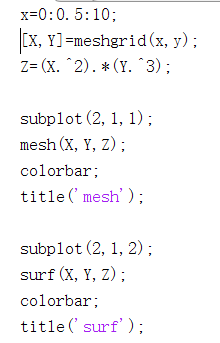 x=0:0.5:10;
[X,Y]=meshgrid(x,y);
Z=(X.^2).*(Y.^3);
subplot(2,1,1);
mesh(X,Y,Z);
colorbar;
title('mesh');
subplot(2,1,2);
surf(X,Y,Z);
colorbar;
title('surf');